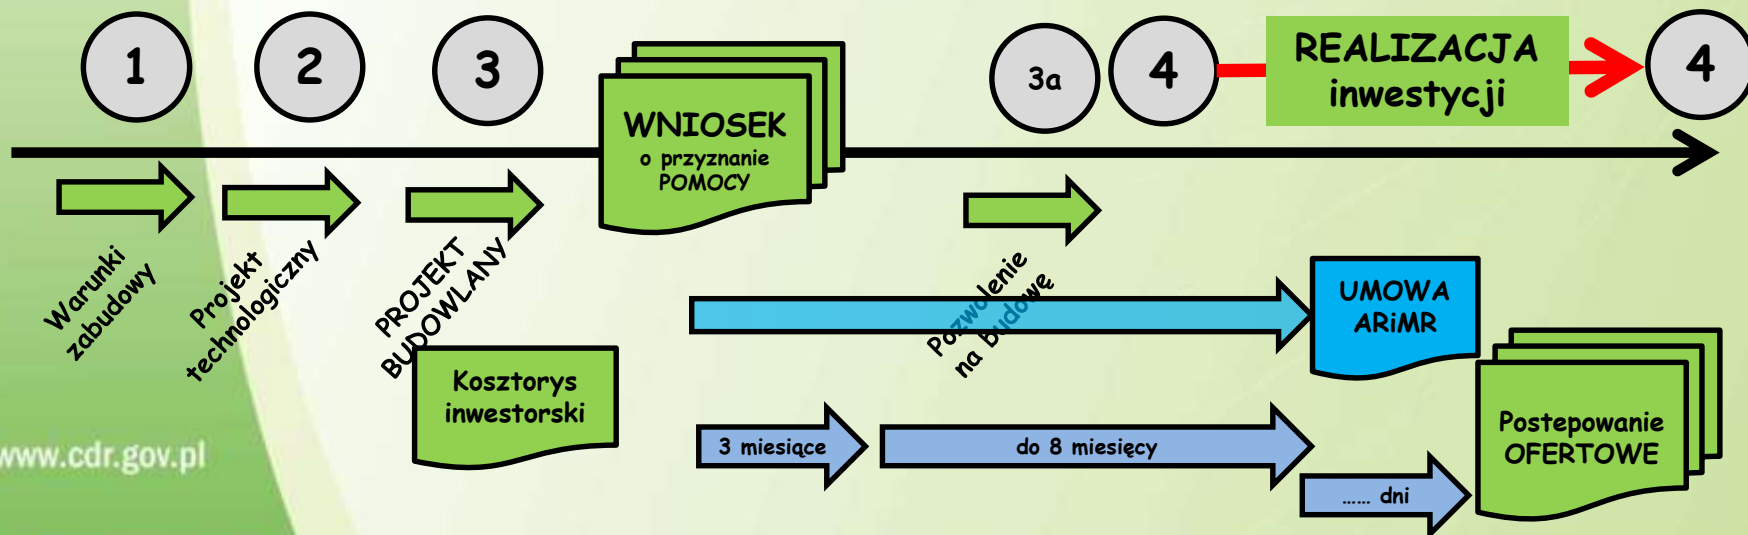 1
2
3
3a
4
REALIZACJA
inwestycji
4
WNIOSEK
o przyznanie
POMOCY
Warunki
zabudowy
Projekt
technologiczny
PROJEKT
BUDOWLANY
Pozwolenie
na budowę
UMOWA
ARiMR
Kosztorys
inwestorski
3 miesiące
do 8 miesięcy
Postepowanie
OFERTOWE
...... dni
www.cdr.gov.pl